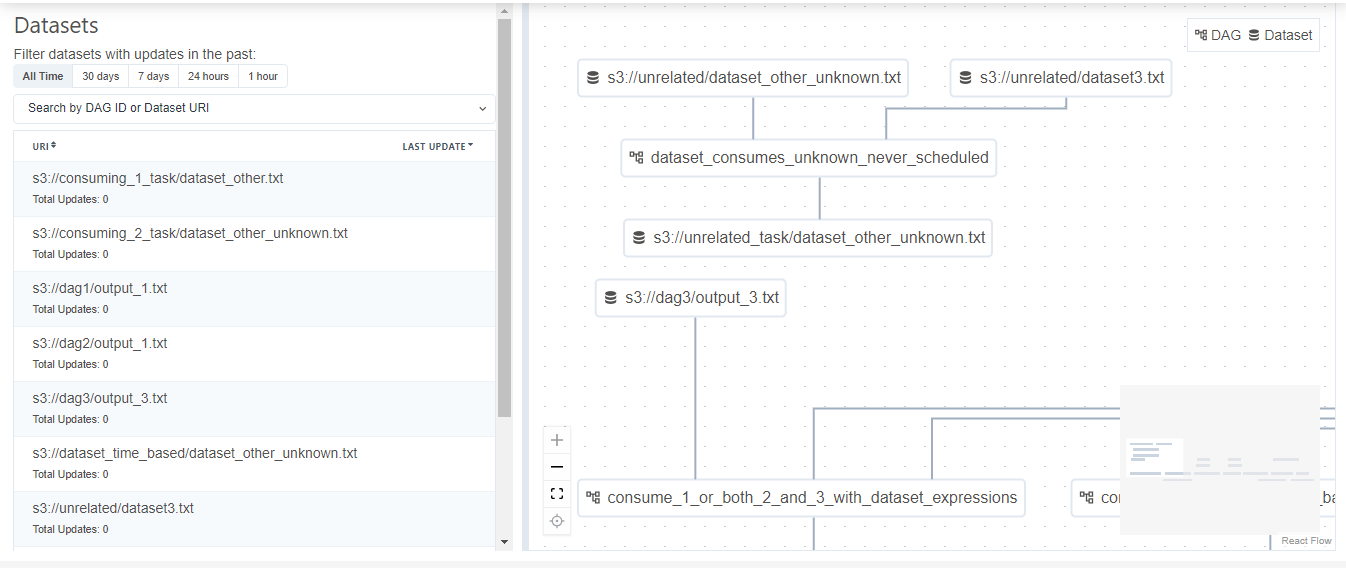 Datasets
Filter datasets with updates in the past:
All Time 30 days 7 days 24 hours 1 hour
Search by DAG ID or Dataset URI
URI LAST UPDATE
s3://consuming_1_task/dataset_other.txt
Total Updates: 0
s3://consuming_2_task/dataset_other_unknown.txt
Total Updates: 0
s3://dag1/output_1.txt
Total Updates: 0
s3://dag2/output_1.txt
Total Updates: 0
s3://dag3/output_3.txt
Total Updates: 0
s3://dataset_time_based/dataset_other_unknown.txt
Total Updates: 0
s3://unrelated/dataset3.txt
Total Updates: 0
DAG Dataset
s3://unrelated/dataset_other_unknown.txt
s3://unrelated/dataset3.txt
dataset_consumes_unknown_never_scheduled
s3://unrelated_task/dataset_other_unknown.txt
s3://dag3/output_3.txt
consume_1_or_both_2_and_3_with_dataset_expressions
React Flow